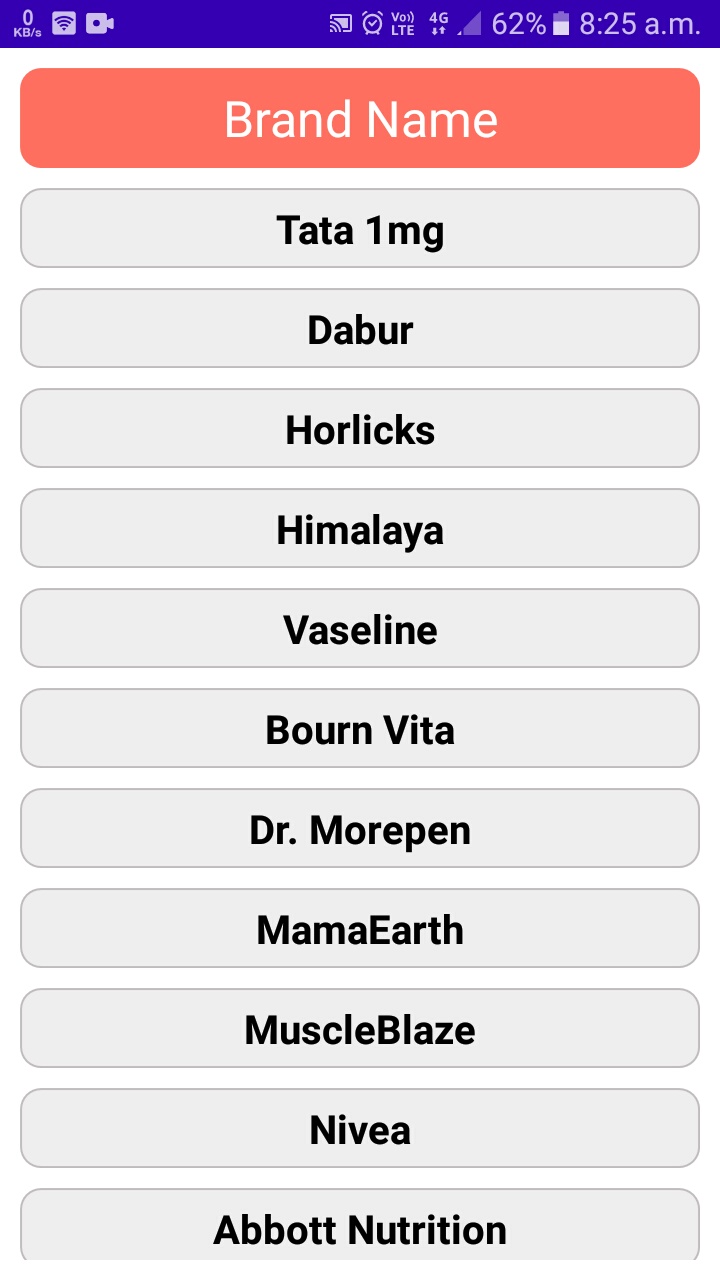 0
KB/s
Vo)
LTE
4G
62%
8:25 a.m.
Brand Name
Tata 1mg
Dabur
Horlicks
Himalaya
Vaseline
Bourn Vita
Dr. Morepen
MamaEarth
MuscleBlaze
Nivea
Abbott Nutrition